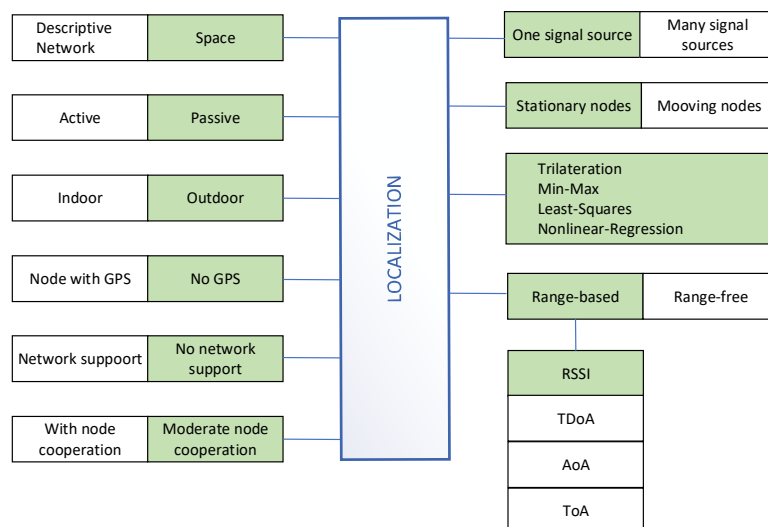 Descriptive
Network
Space
Active
Passive
Indoor
Outdoor
Node with GPS
No GPS
Network suppoort
No network
support
With node
cooperation
Moderate node
cooperation
LOCALIZATION
One signal source
Many signal
sources
Stationary nodes
Mooving nodes
Trilateration
Min-Max
Least-Squares
Nonlinear-Regression
Range-based
Range-free
RSSI
TDoA
AoA
ToA